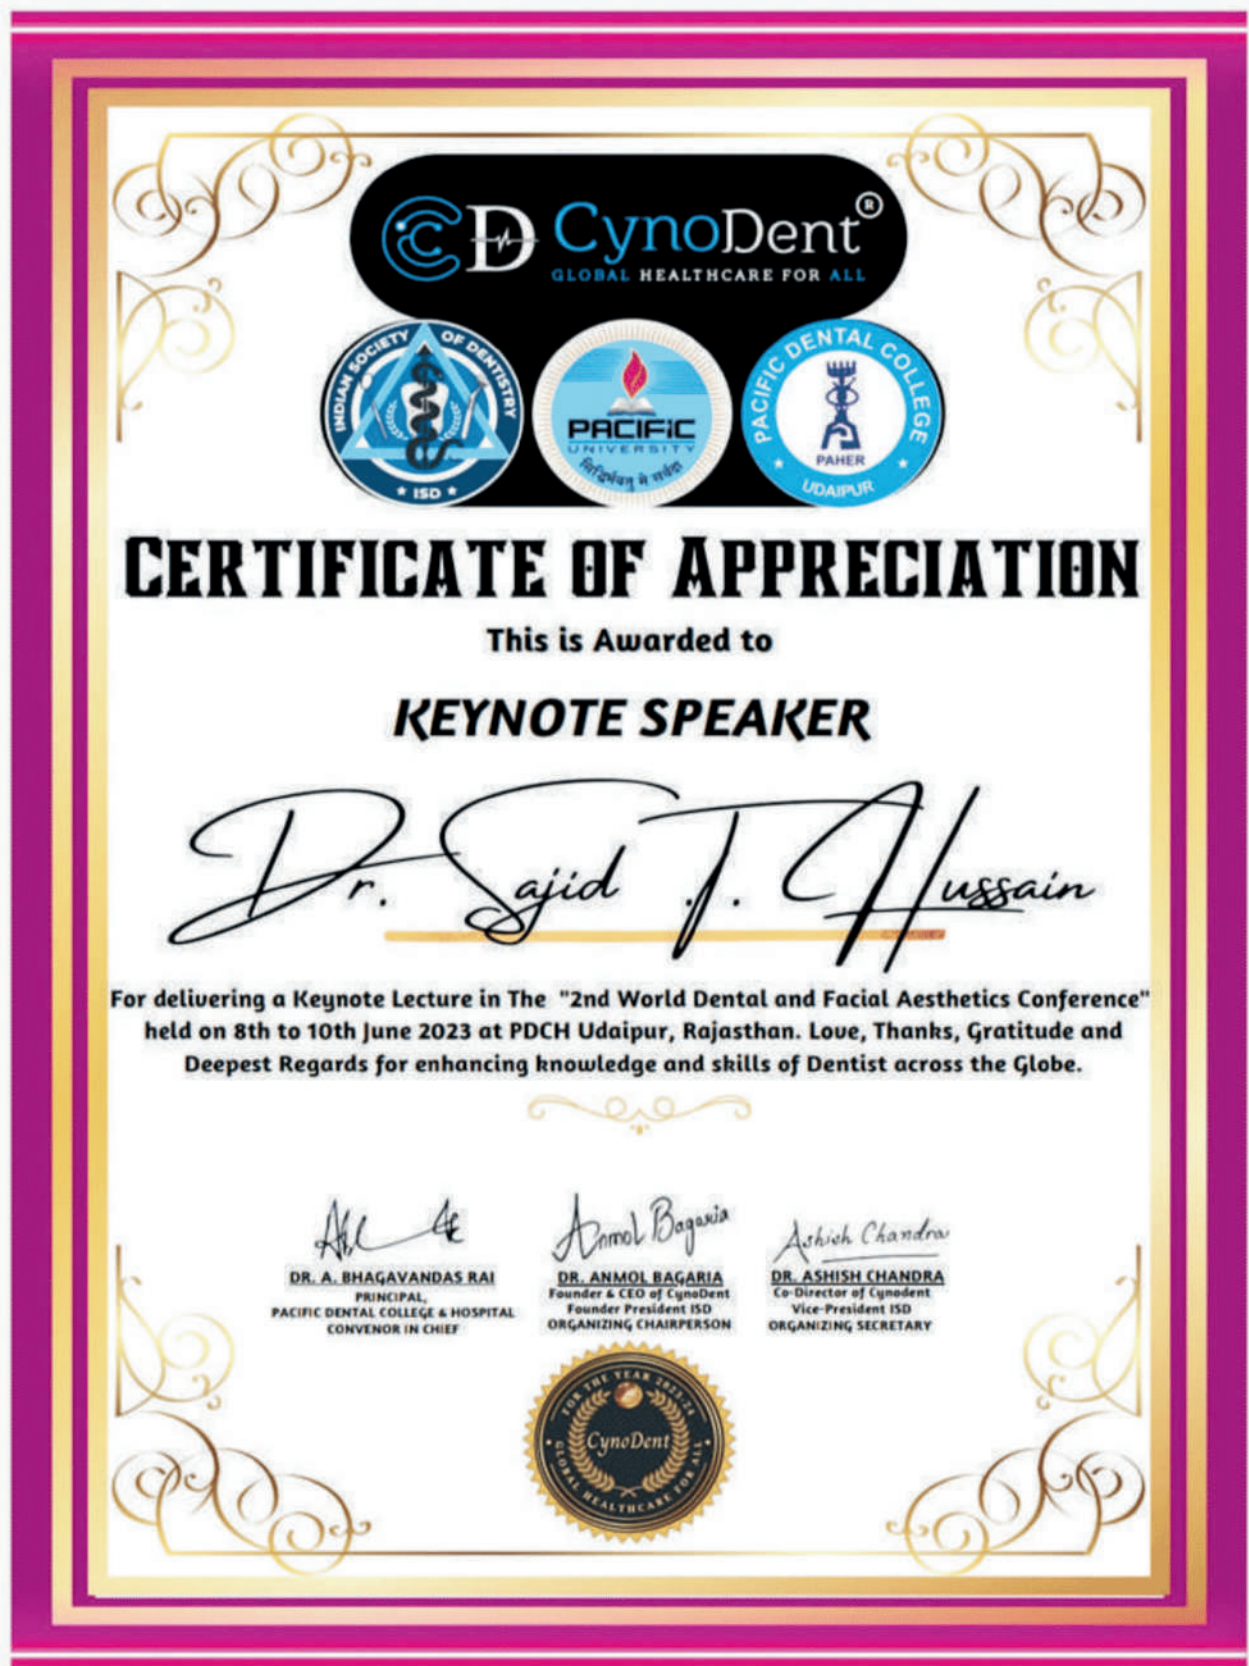 CD CynoDent®
GLOBAL HEALTHCARE FOR ALL
INDIAN SOCIETY OF DENTISTRY
★ ISD ★
PACIFIC
UNIVERSITY
PACIFIC DENTAL COLLEGE
PAHER
★ UDAIPUR ★
CERTIFICATE OF APPRECIATION
This is Awarded to
KEYNOTE SPEAKER
Dr. Sajid T. Hussain
For delivering a Keynote Lecture in The "2nd World Dental and Facial Aesthetics Conference"
held on 8th to 10th June 2023 at PDCH Udaipur, Rajasthan. Love, Thanks, Gratitude and
Deepest Regards for enhancing knowledge and skills of Dentist across the Globe.
Anmol Bagaria
Ashish Chandra
DR. A. BHAGAVANDAS RAI
PRINCIPAL,
PACIFIC DENTAL COLLEGE & HOSPITAL
CONVENOR IN CHIEF
DR. ANMOL BAGARIA
Founder & CEO of CynoDent
Founder President ISD
ORGANIZING CHAIRPERSON
DR. ASHISH CHANDRA
Co-Director of Cynodent
Vice-President ISD
ORGANIZING SECRETARY
FOR THE YEAR 2023-24
CynoDent
GLOBAL HEALTHCARE FOR ALL